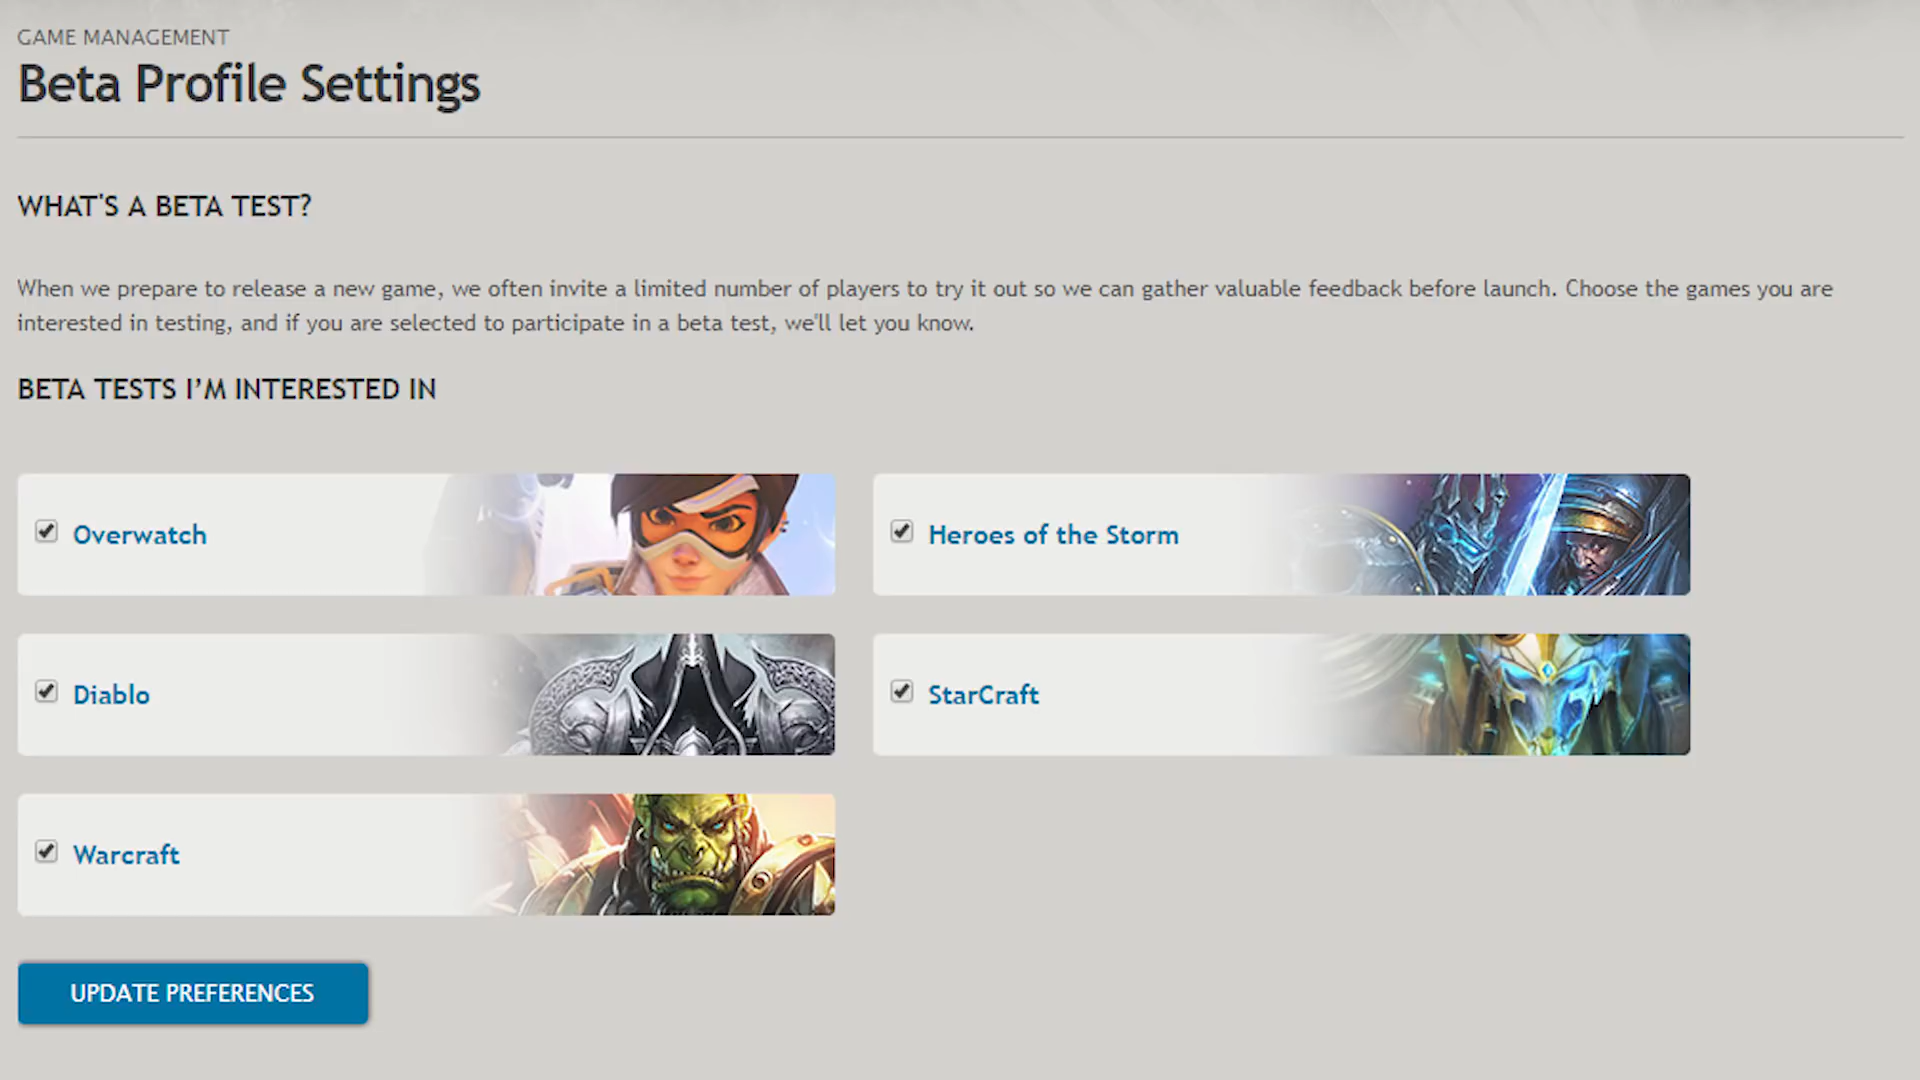 GAME MANAGEMENT
Beta Profile Settings
WHAT'S A BETA TEST?
When we prepare to release a new game, we often invite a limited number of players to try it out so we can gather valuable feedback before launch. Choose the games you are
interested in testing, and if you are selected to participate in a beta test, we'll let you know.
BETA TESTS I’M INTERESTED IN
Overwatch
Heroes of the Storm
Diablo
StarCraft
Warcraft
UPDATE PREFERENCES